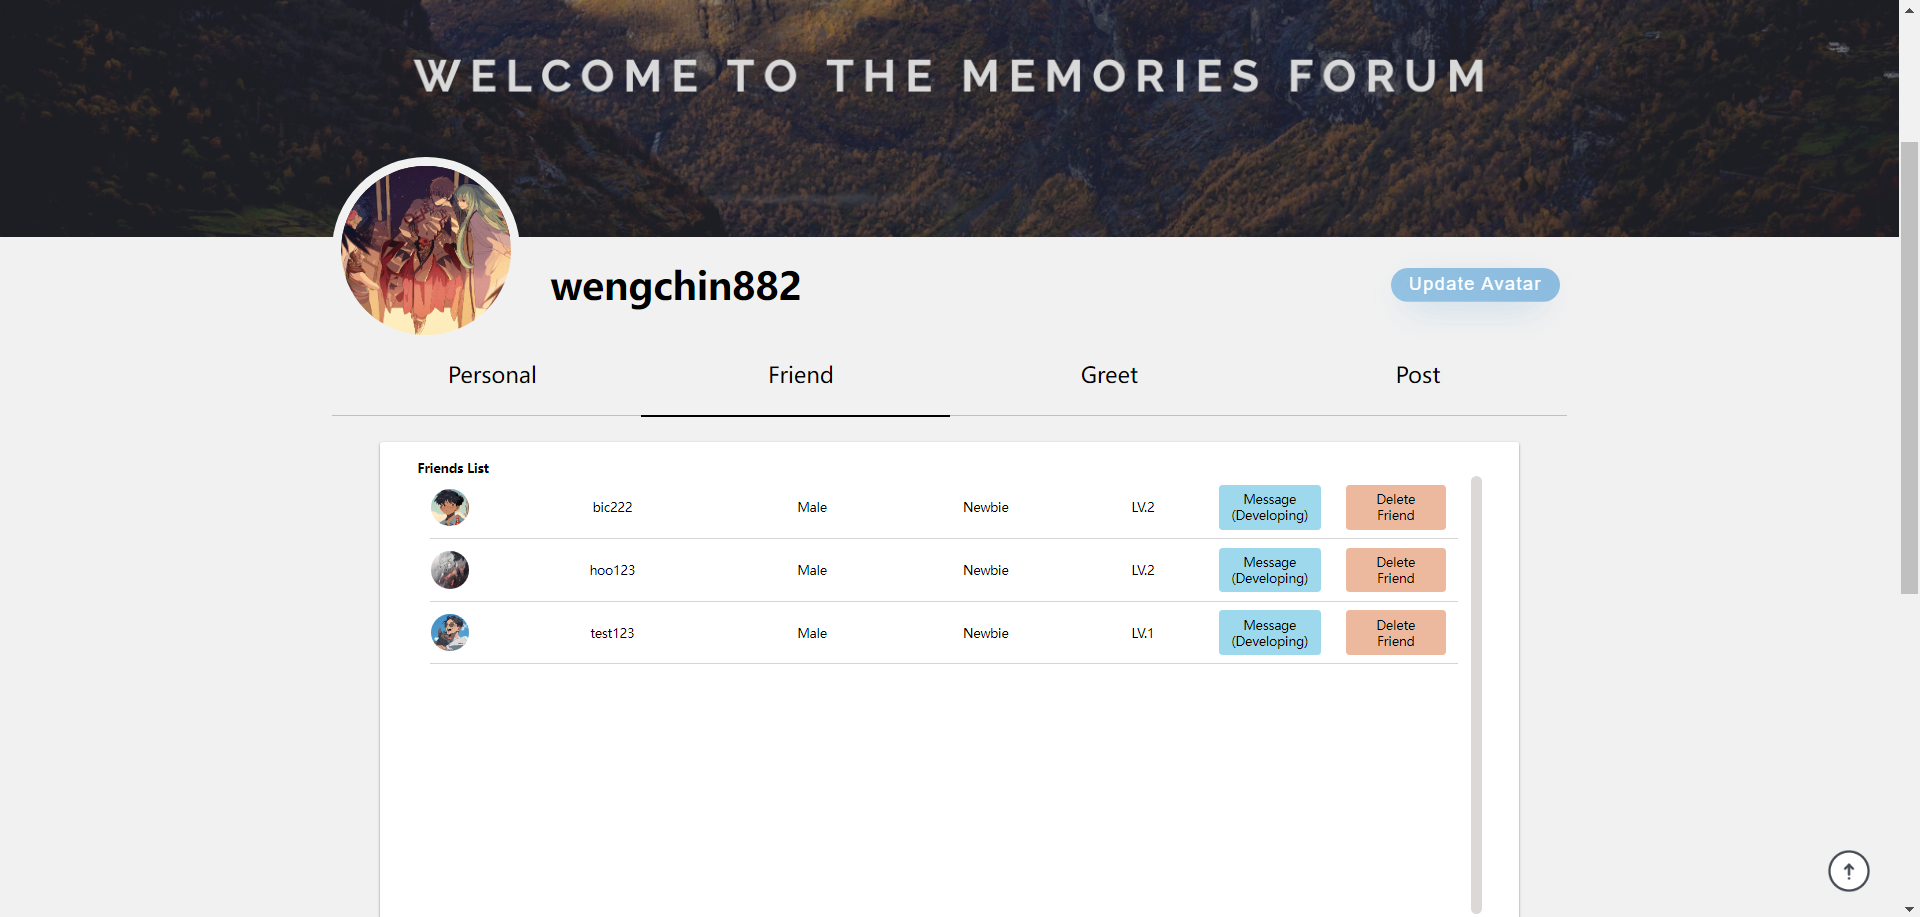 WELCOME TO THE MEMORIES FORUM
wengchin882
Update Avatar
Personal Friend Greet Post
Friends List
bic222 Male Newbie LV.2 Message (Developing) Delete Friend
hoo123 Male Newbie LV.2 Message (Developing) Delete Friend
test123 Male Newbie LV.1 Message (Developing) Delete Friend